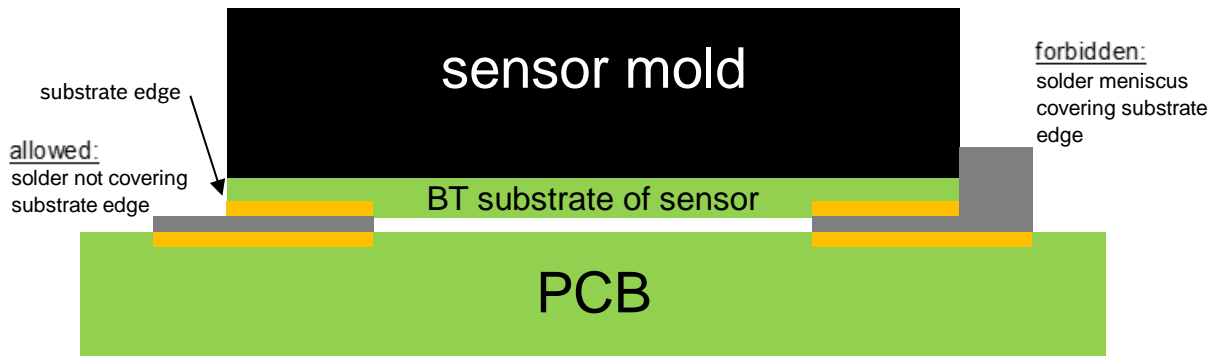 sensor mold
substrate edge
allowed:
solder not covering
substrate edge
forbidden:
solder meniscus
covering substrate
edge
BT substrate of sensor
PCB